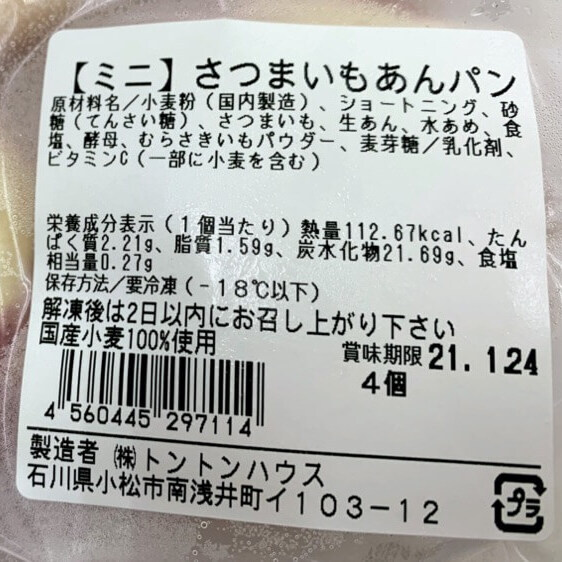 【ミニ】さつまいもあんパン
原材料名／小麦粉（国内製造）、ショートニング、砂
糖（てんさい糖）、さつまいも、生あん、水あめ、食
塩、酵母、むらさきいもパウダー、麦芽糖／乳化剤、
ビタミンC（一部に小麦を含む）
栄養成分表示（１個当たり）熱量112.67kcal、たん
ぱく質2.21g、脂質1.59g、炭水化物21.69g、食塩
相当量0.27g
保存方法／要冷凍（－18℃以下）
解凍後は2日以内にお召し上がり下さい
国産小麦100%使用
賞味期限 21. 1.24
4個
4 560445 297114
製造者 ㈱トントンハウス
石川県小松市南浅井町イ103-12
プラ